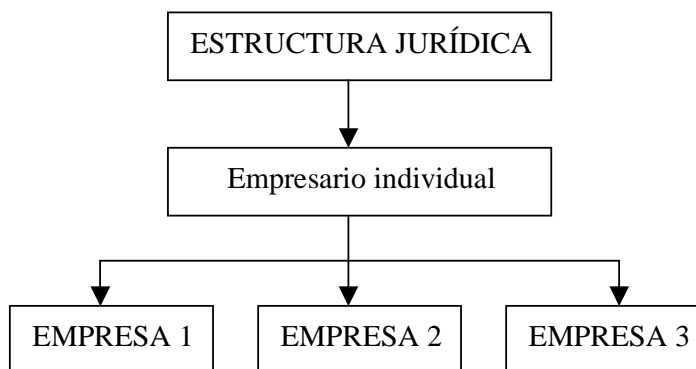 ESTRUCTURA JURÍDICA
Empresario individual
EMPRESA 1
EMPRESA 2
EMPRESA 3